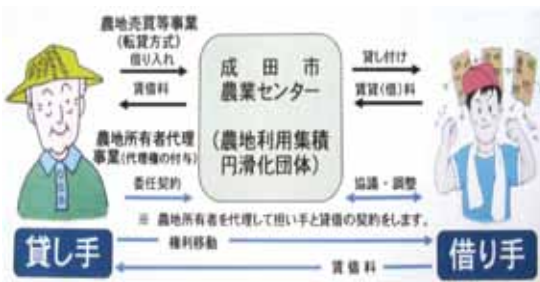 農地売買等事業
(転貸方式)
借り入れ
賃借料
農地所有者代理
事業(代理権の付与)
委任契約
成田市
農業センター
(農地利用集積
円滑化団体)
貸し付け
賃貸(借)料
協議・調整
※ 農地所有者を代理して担い手と貸借の契約をします。
貸し手
権利移動
賃借料
借り手